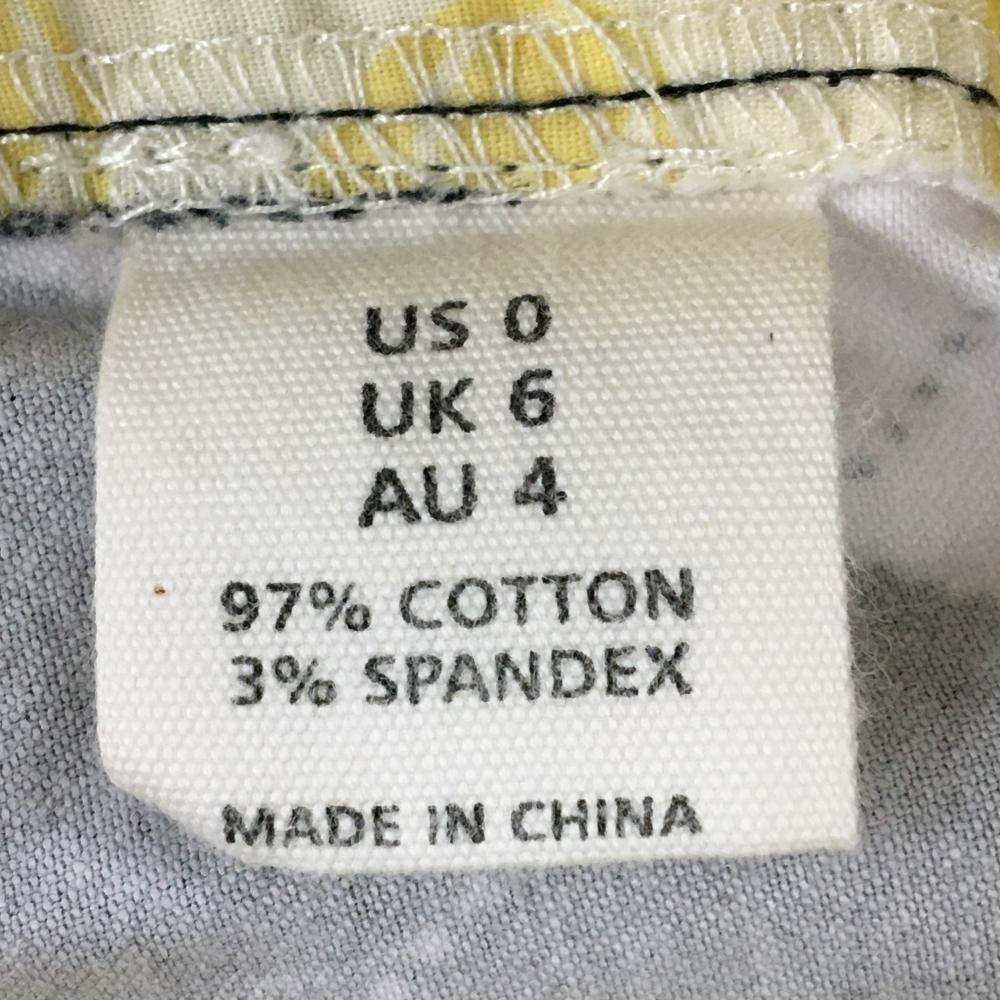 US 0
UK 6
AU 4
97% COTTON
3% SPANDEX
MADE IN CHINA